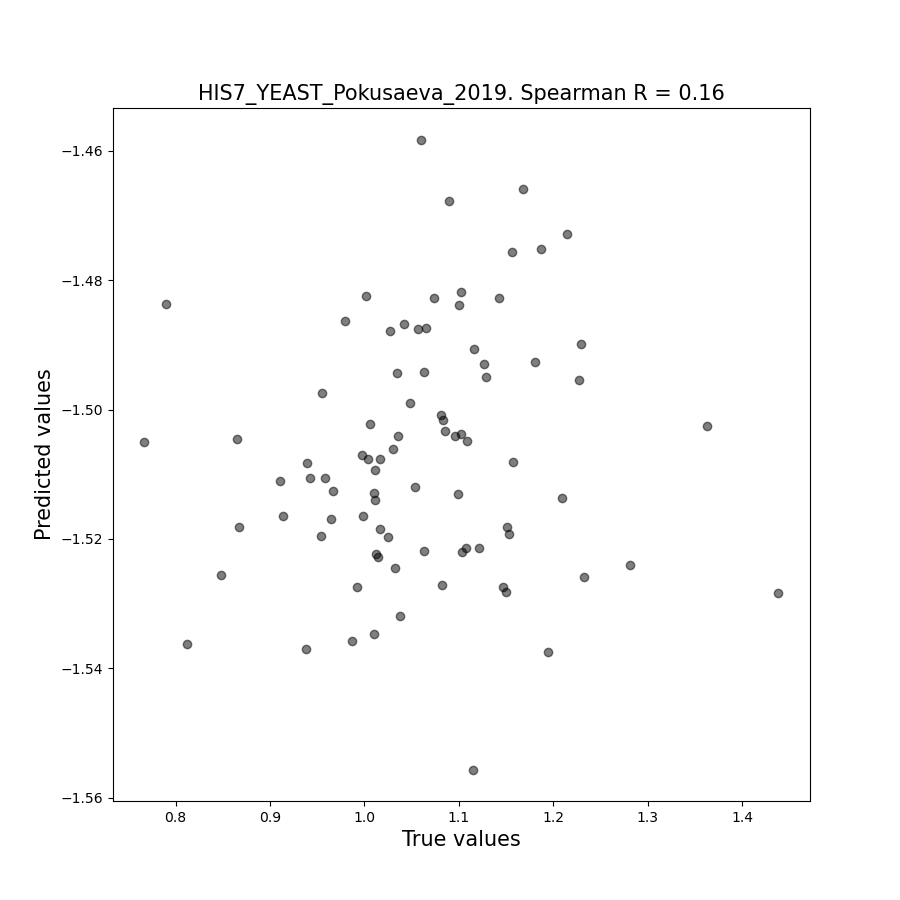 HIS7_YEAST_Pokusaeva_2019. Spearman R = 0.16
−1.46
−1.48
−1.50
−1.52
−1.54
−1.56
Predicted values
0.8 0.9 1.0 1.1 1.2 1.3 1.4
True values